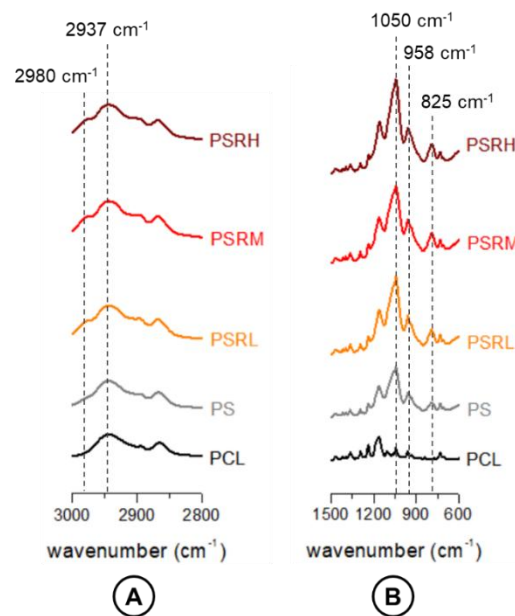 2937 cm-1
2980 cm-1
PSRH
PSRM
PSRL
PS
PCL
3000 2900 2800
wavenumber (cm-1)
A
1050 cm-1
958 cm-1
825 cm-1
PSRH
PSRM
PSRL
PS
PCL
1500 1200 900 600
wavenumber (cm-1)
B